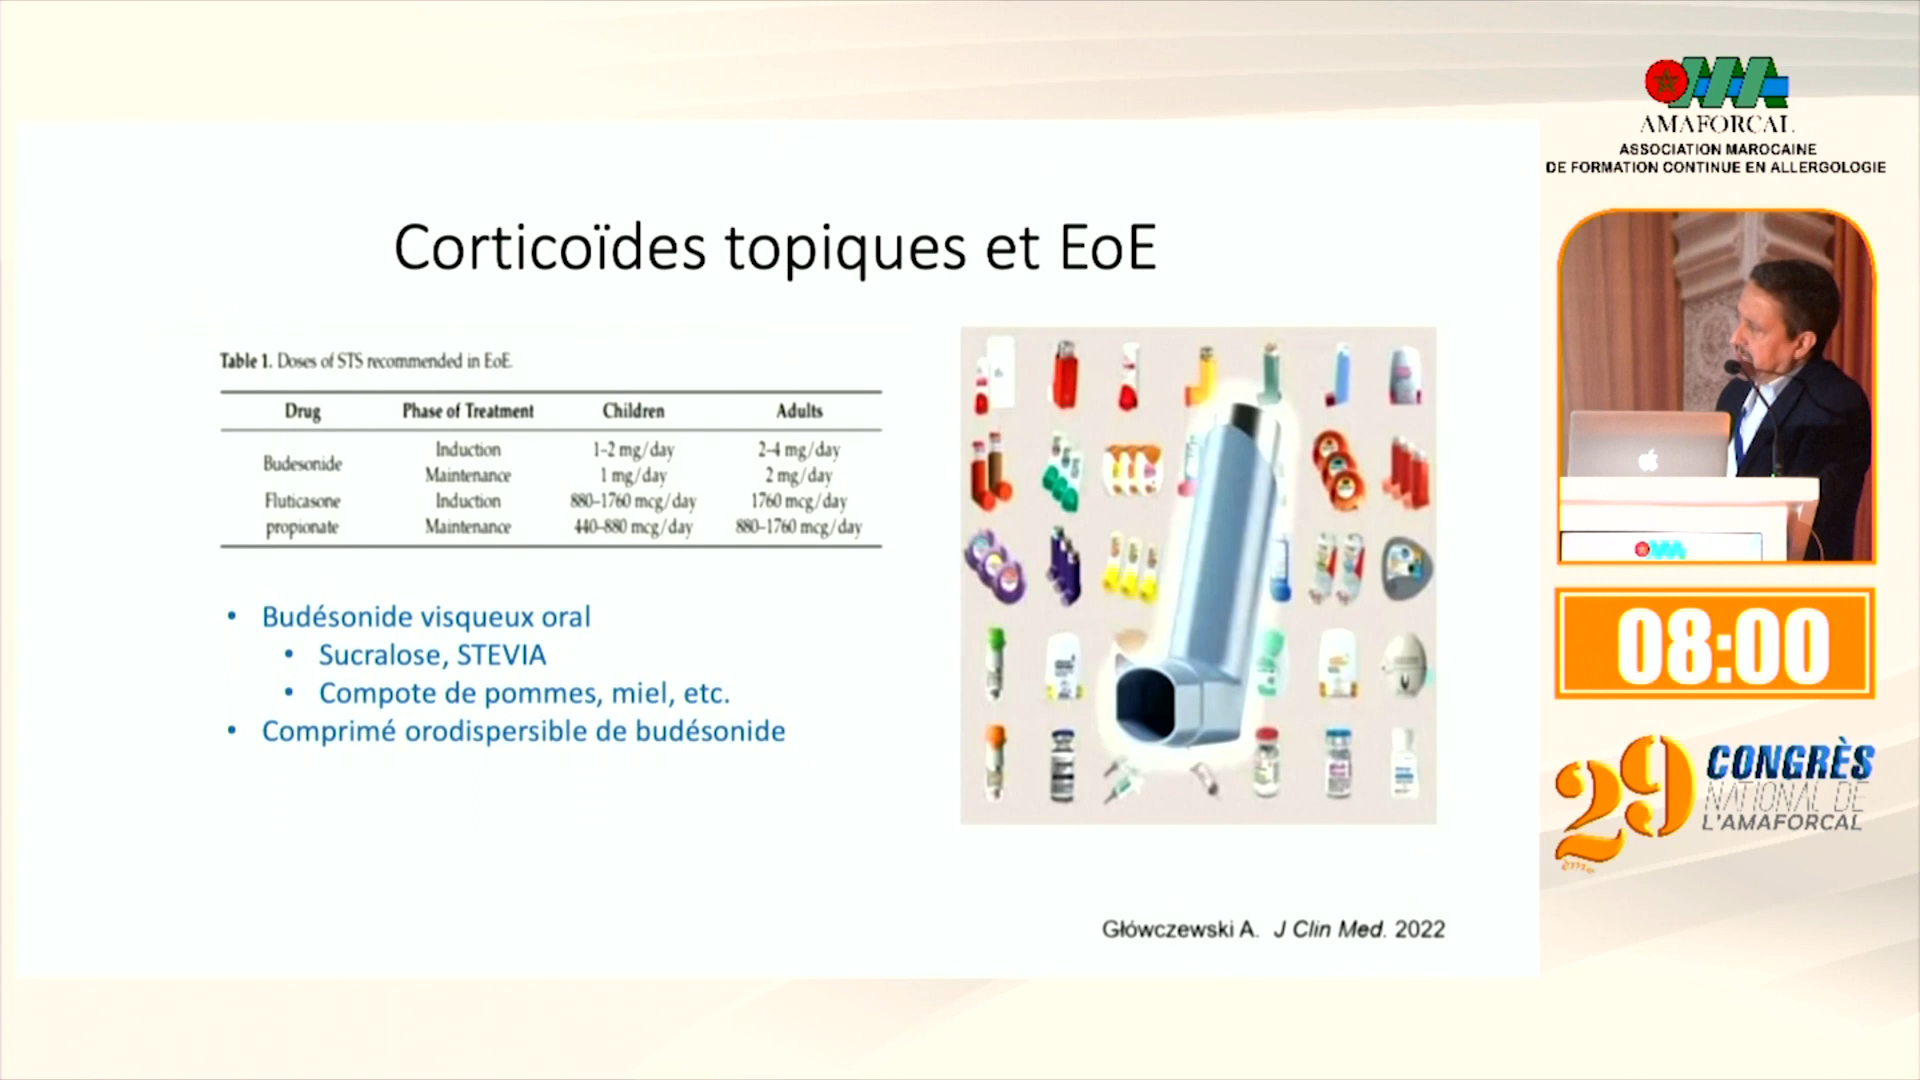 AMAFORCAL
ASSOCIATION MAROCAINE
DE FORMATION CONTINUE EN ALLERGOLOGIE
Corticoïdes topiques et EoE
Table 1. Doses of STS recommended in EoE.
Drug Phase of Treatment Children Adults
Budesonide Induction 1–2 mg/day 2–4 mg/day
Maintenance 1 mg/day 2 mg/day
Fluticasone Induction 880–1760 mcg/day 1760 mcg/day
propionate Maintenance 440–880 mcg/day 880–1760 mcg/day
• Budésonide visqueux oral
• Sucralose, STEVIA
• Compote de pommes, miel, etc.
• Comprimé orodispersible de budésonide
Główczewski A. J Clin Med. 2022
08:00
29ème CONGRÈS
NATIONAL DE
L'AMAFORCAL